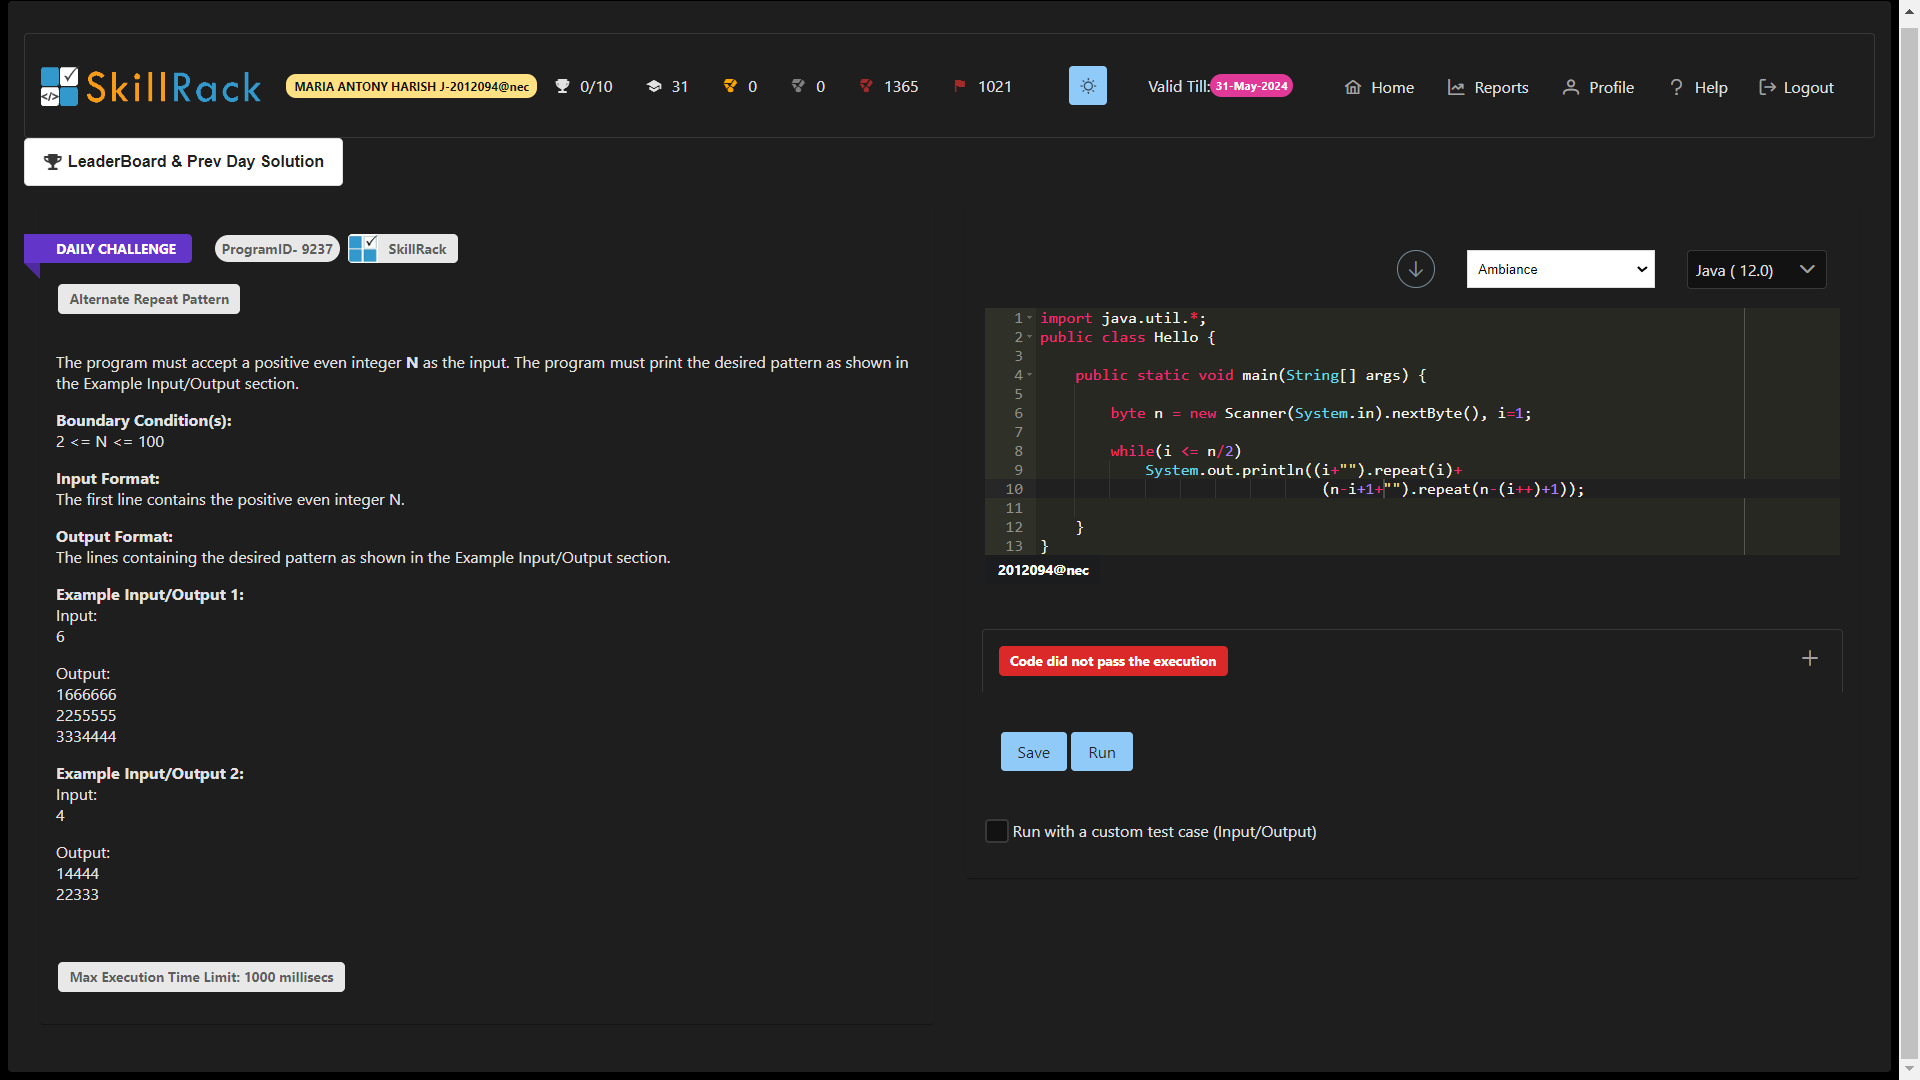 SkillRack MARIA ANTONY HARISH J-2012094@nec 0/10 31 0 0 1365 1021 Valid Till: 31-May-2024 Home Reports Profile ? Help Logout
LeaderBoard & Prev Day Solution
DAILY CHALLENGE ProgramID- 9237 SkillRack
Alternate Repeat Pattern
The program must accept a positive even integer N as the input. The program must print the desired pattern as shown in
the Example Input/Output section.
Boundary Condition(s):
2 <= N <= 100
Input Format:
The first line contains the positive even integer N.
Output Format:
The lines containing the desired pattern as shown in the Example Input/Output section.
Example Input/Output 1:
Input:
6
Output:
1666666
2255555
3334444
Example Input/Output 2:
Input:
4
Output:
14444
22333
Max Execution Time Limit: 1000 millisecs
Ambiance Java ( 12.0)
1 import java.util.*;
2 public class Hello {
3
4 public static void main(String[] args) {
5
6 byte n = new Scanner(System.in).nextByte(), i=1;
7
8 while(i <= n/2)
9 System.out.println((i+"").repeat(i)+
10 (n-i+1+"").repeat(n-(i++)+1));
11
12 }
13 }
2012094@nec
Code did not pass the execution
Save Run
Run with a custom test case (Input/Output)